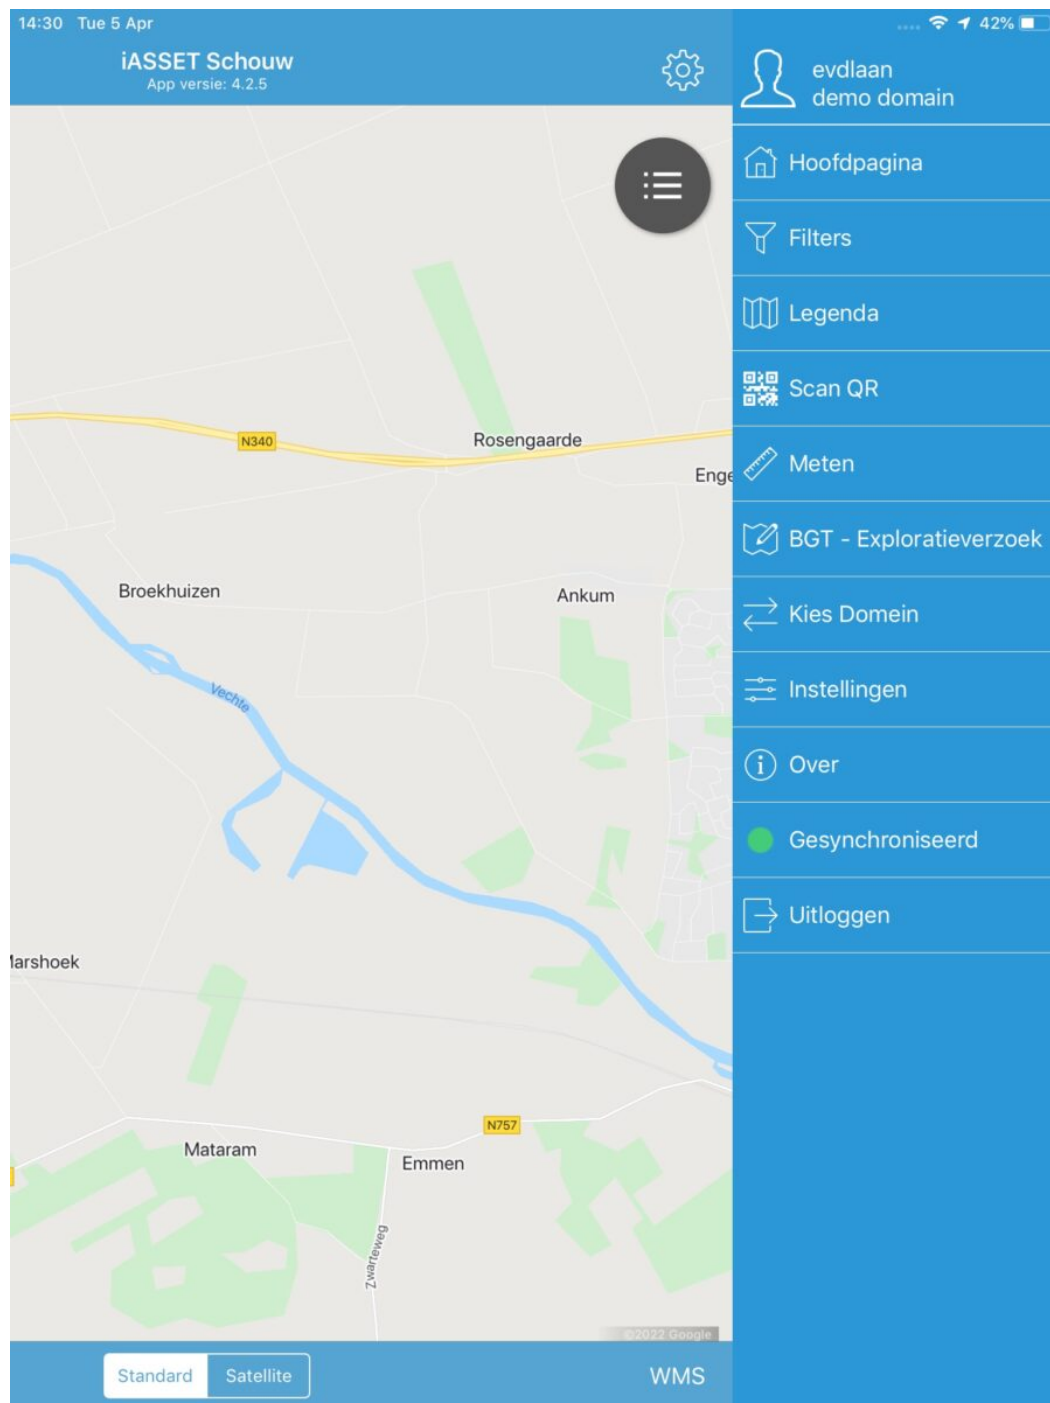 14:30 Tue 5 Apr
42%
iASSET Schouw
App versie: 4.2.5
evdlaan
demo domain
Hoofdpagina
Filters
Legenda
Scan QR
Meten
BGT - Exploratieverzoek
Kies Domein
Instellingen
Over
Gesynchroniseerd
Uitloggen
N340
Rosengaarde
Enge
Broekhuizen
Ankum
Vechte
Marshoek
N757
Mataram
Emmen
Zwarteweg
©2022 Google
Standard
Satellite
WMS